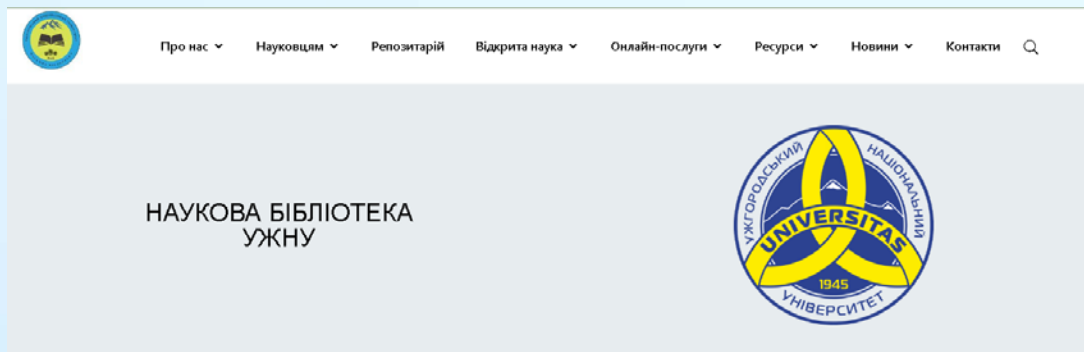 Про нас
Науковцям
Репозитарій
Відкрита наука
Онлайн-послуги
Ресурси
Новини
Контакти
НАУКОВА БІБЛІОТЕКА
УЖНУ
УЖГОРОДСЬКИЙ НАЦІОНАЛЬНИЙ
UNIVERSITAS
1945
УНІВЕРСИТЕТ